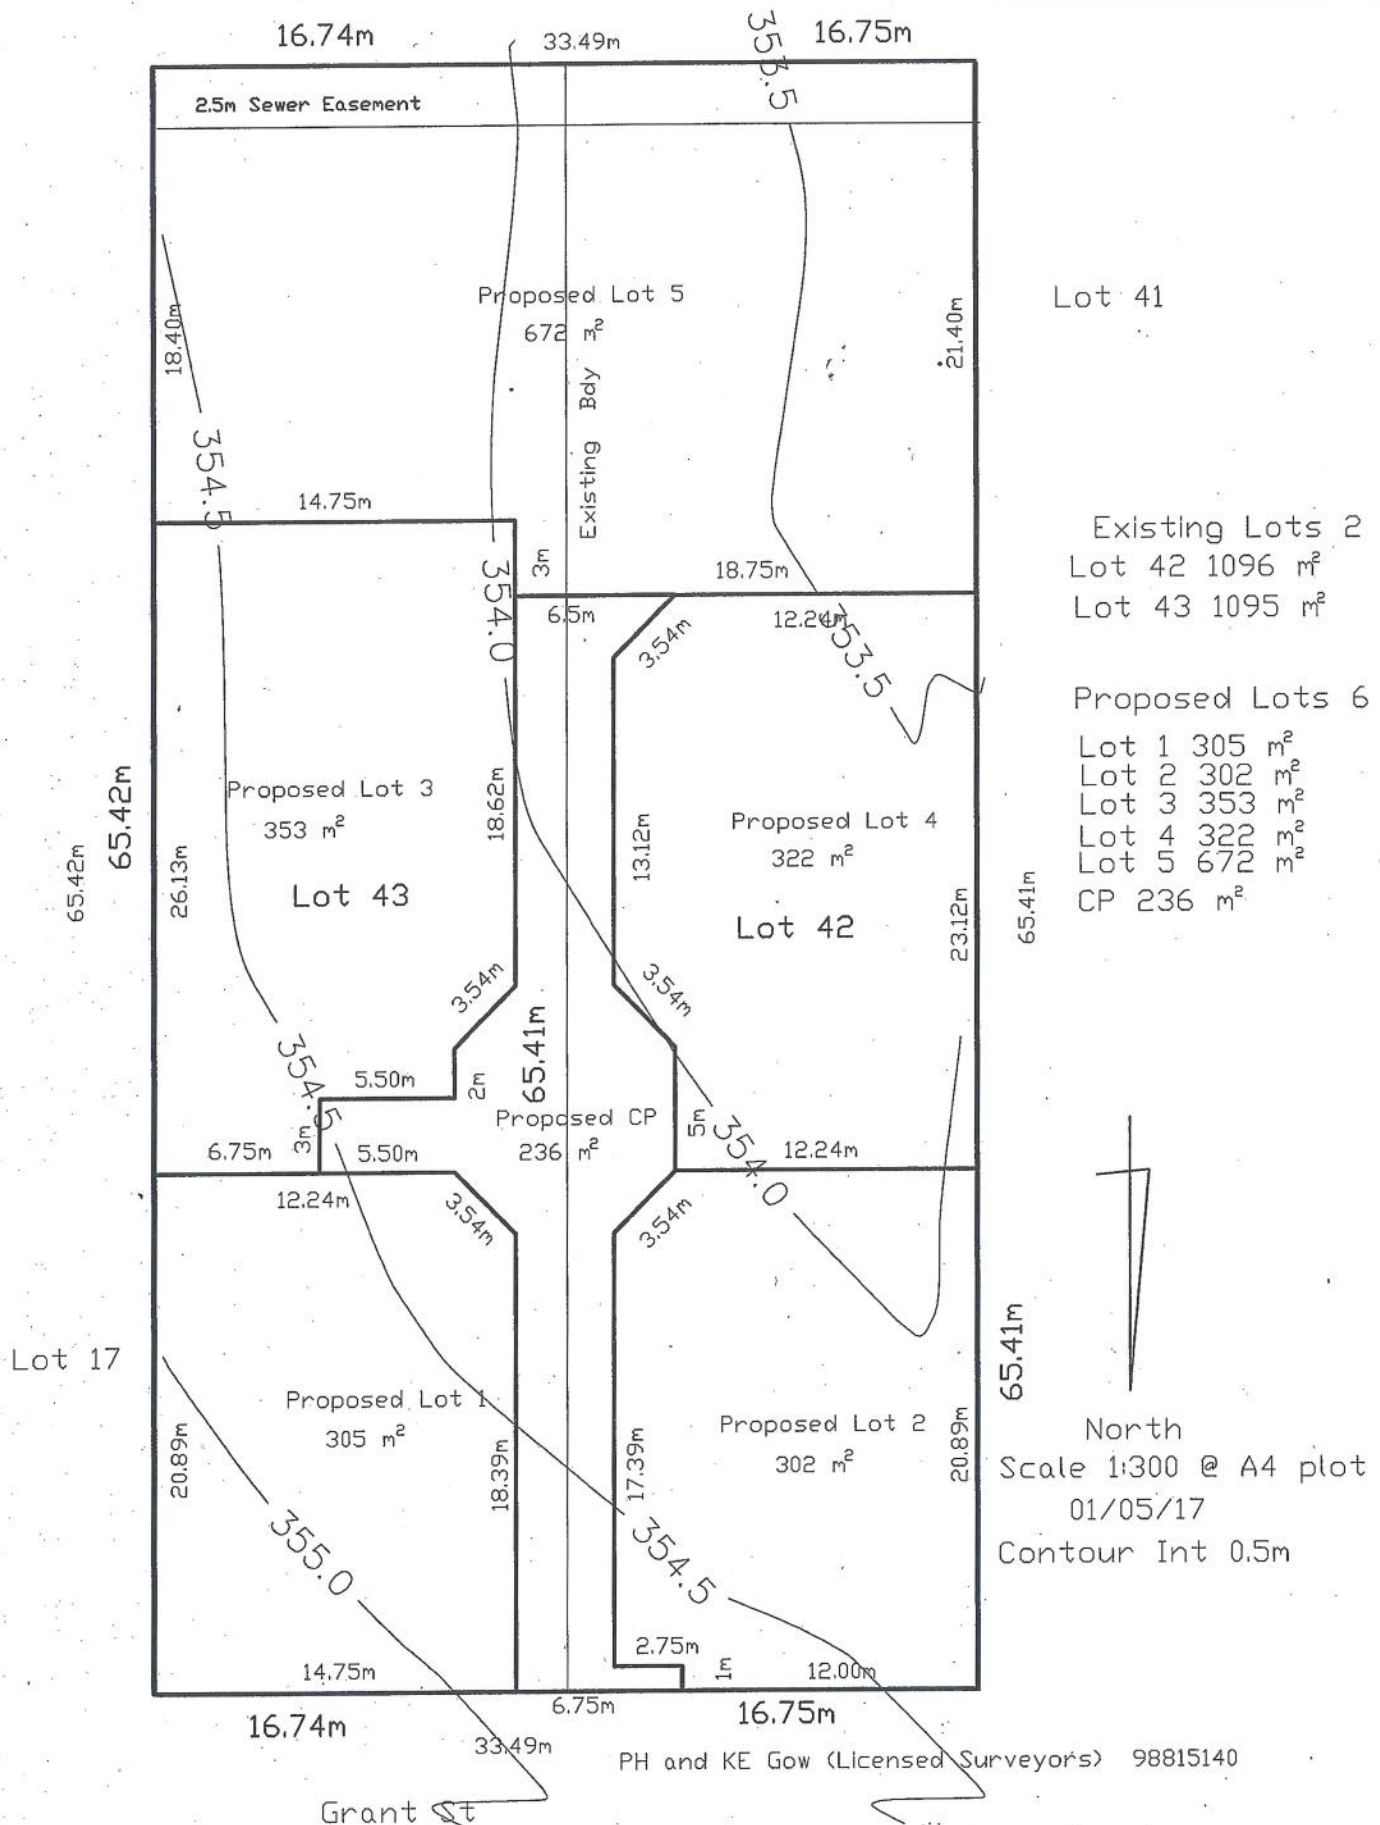 16.74m
33.49m
353.5
16.75m
2.5m Sewer Easement
Proposed Lot 5
672 m²
Lot 41
18.40m
21.40m
Existing Bdy
354.5
14.75m
3m
18.75m
354.0
6.5m
3.54m
12.24m
353.5
Existing Lots 2
Lot 42 1096 m²
Lot 43 1095 m²
Proposed Lots 6
Lot 1 305 m²
Lot 2 302 m²
Lot 3 353 m²
Lot 4 322 m²
Lot 5 672 m²
CP 236 m²
65.42m
65.42m
26.13m
Proposed Lot 3
353 m²
Lot 43
18.62m
13.12m
Proposed Lot 4
322 m²
Lot 42
23.12m
65.41m
3.54m
3.54m
65.41m
354.5
5.50m
2m
Proposed CP
236 m²
5m
354.0
3m
6.75m
5.50m
12.24m
12.24m
3.54m
3.54m
Lot 17
65.41m
Proposed Lot 1
305 m²
Proposed Lot 2
302 m²
20.89m
18.39m
17.39m
20.89m
North
Scale 1:300 @ A4 plot
01/05/17
Contour Int 0.5m
355.0
354.5
2.75m
1m
14.75m
12.00m
6.75m
16.74m
16.75m
33.49m
PH and KE Gow (Licensed Surveyors) 98815140
Grant St